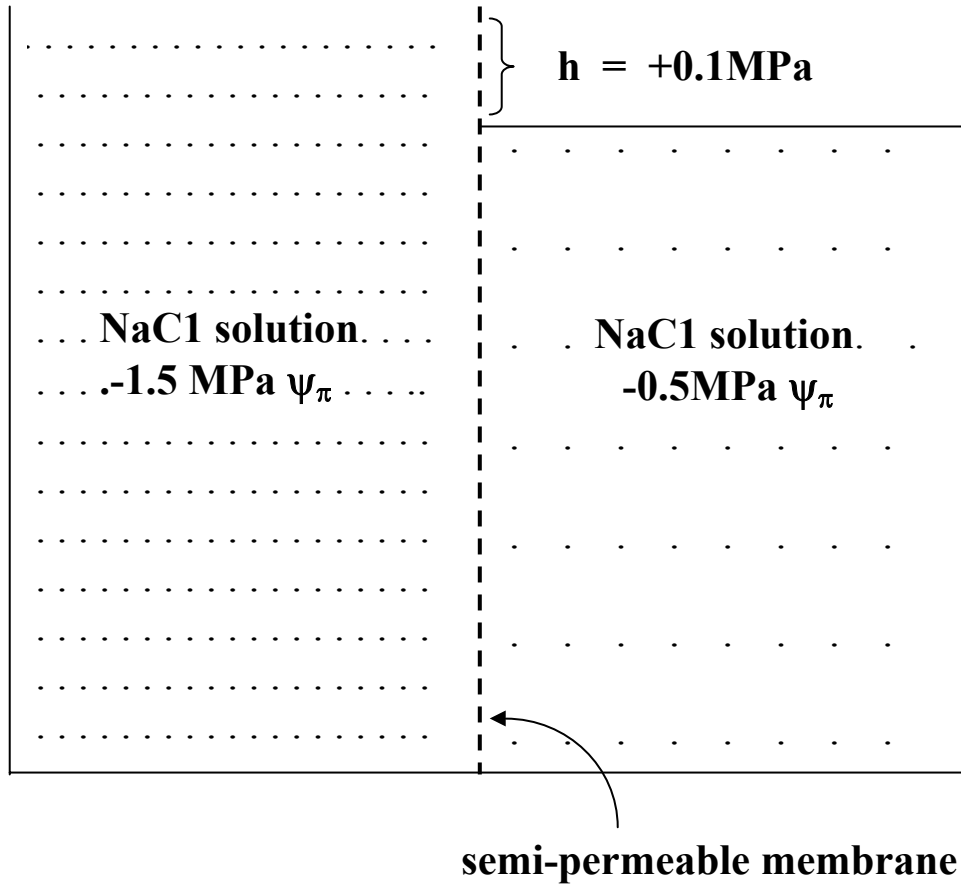 h = +0.1MPa
NaC1 solution
-1.5 MPa ψπ
NaC1 solution
-0.5MPa ψπ
semi-permeable membrane